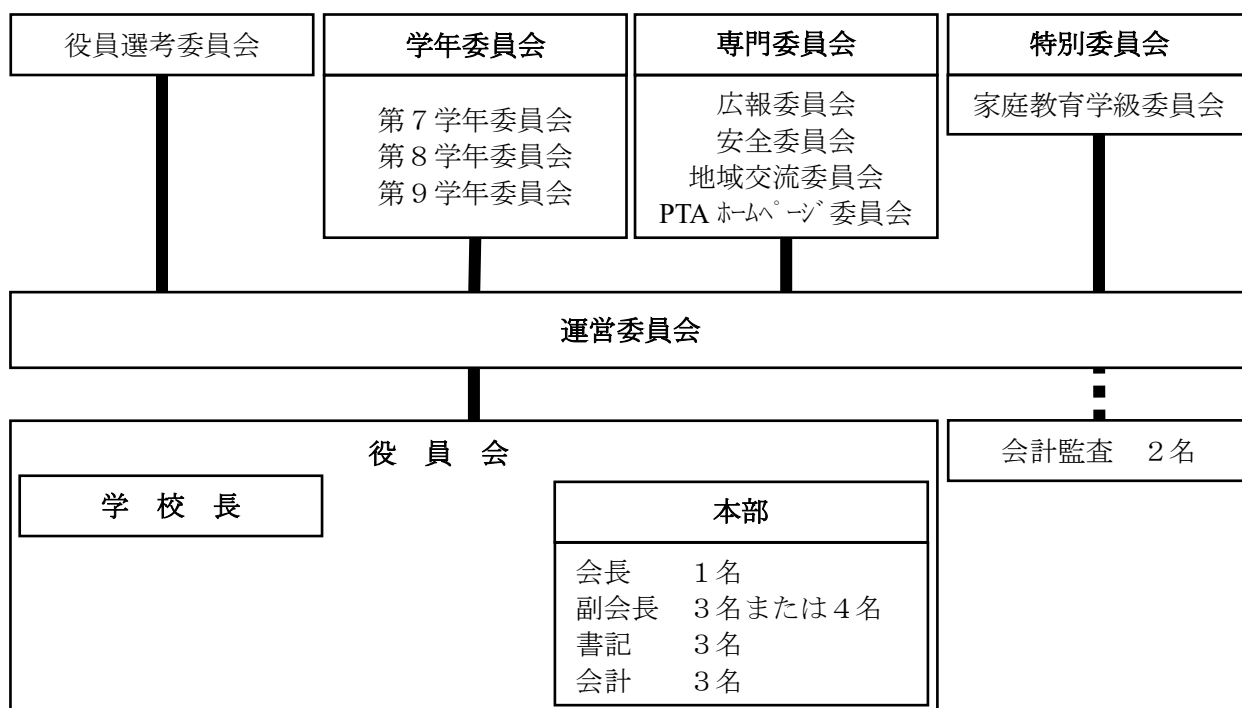 役員選考委員会
学年委員会
第７学年委員会
第８学年委員会
第９学年委員会
専門委員会
広報委員会
安全委員会
地域交流委員会
PTA ﾎｰﾑﾍﾟｰｼﾞ委員会
特別委員会
家庭教育学級委員会
運営委員会
役　員　会
学　校　長
本部
会長　　１名
副会長　３名または４名
書記　　３名
会計　　３名
会計監査　２名